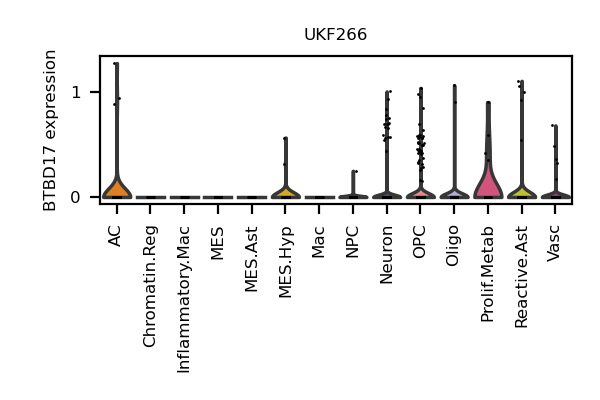 UKF266
BTBD17 expression
1
0
AC
Chromatin.Reg
Inflammatory.Mac
MES
MES.Ast
MES.Hyp
Mac
NPC
Neuron
OPC
Oligo
Prolif.Metab
Reactive.Ast
Vasc